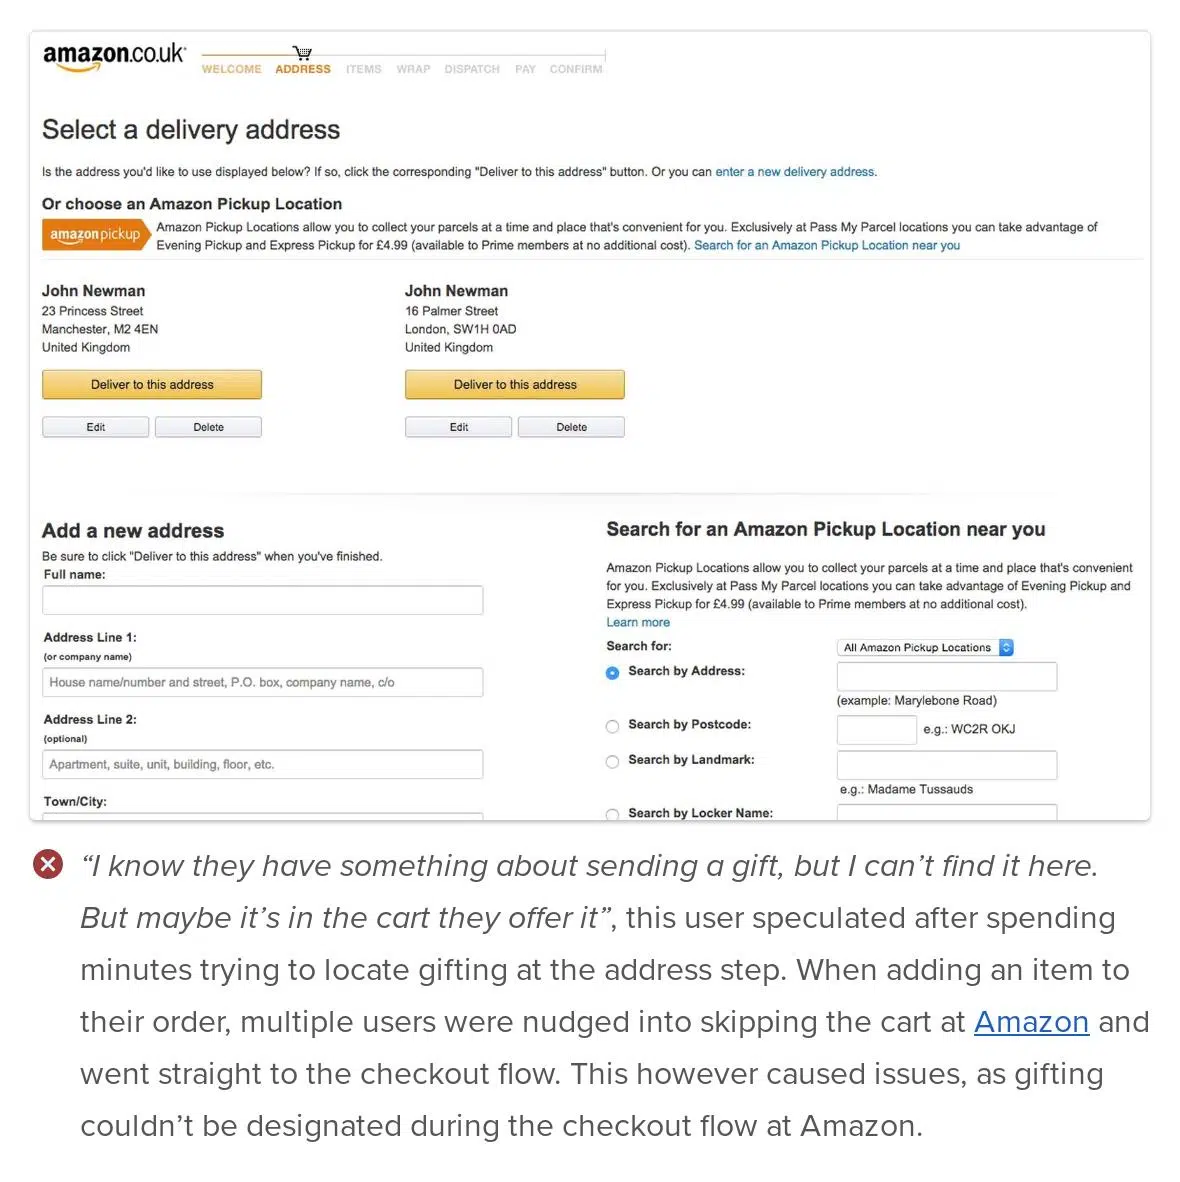 amazon.co.uk
WELCOME ADDRESS ITEMS WRAP DISPATCH PAY CONFIRM
Select a delivery address
Is the address you'd like to use displayed below? If so, click the corresponding "Deliver to this address" button. Or you can enter a new delivery address.
Or choose an Amazon Pickup Location
amazonpickup
Amazon Pickup Locations allow you to collect your parcels at a time and place that's convenient for you. Exclusively at Pass My Parcel locations you can take advantage of
Evening Pickup and Express Pickup for £4.99 (available to Prime members at no additional cost). Search for an Amazon Pickup Location near you
John Newman
23 Princess Street
Manchester, M2 4EN
United Kingdom
Deliver to this address
Edit Delete
John Newman
16 Palmer Street
London, SW1H 0AD
United Kingdom
Deliver to this address
Edit Delete
Add a new address
Be sure to click "Deliver to this address" when you've finished.
Full name:
Address Line 1:
(or company name)
House name/number and street, P.O. box, company name, c/o
Address Line 2:
(optional)
Apartment, suite, unit, building, floor, etc.
Town/City:
Search for an Amazon Pickup Location near you
Amazon Pickup Locations allow you to collect your parcels at a time and place that's convenient
for you. Exclusively at Pass My Parcel locations you can take advantage of Evening Pickup and
Express Pickup for £4.99 (available to Prime members at no additional cost).
Learn more
Search for: All Amazon Pickup Locations
Search by Address:
(example: Marylebone Road)
Search by Postcode: e.g.: WC2R OKJ
Search by Landmark:
e.g.: Madame Tussauds
Search by Locker Name:
“I know they have something about sending a gift, but I can’t find it here.
But maybe it’s in the cart they offer it”, this user speculated after spending
minutes trying to locate gifting at the address step. When adding an item to
their order, multiple users were nudged into skipping the cart at Amazon and
went straight to the checkout flow. This however caused issues, as gifting
couldn’t be designated during the checkout flow at Amazon.